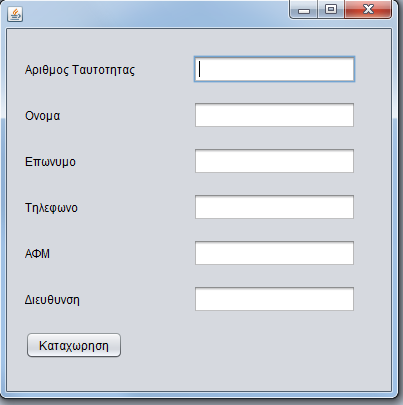 Αριθμος Ταυτοτητας
Ονομα
Επωνυμο
Τηλεφωνο
ΑΦΜ
Διευθυνση
Καταχωρηση